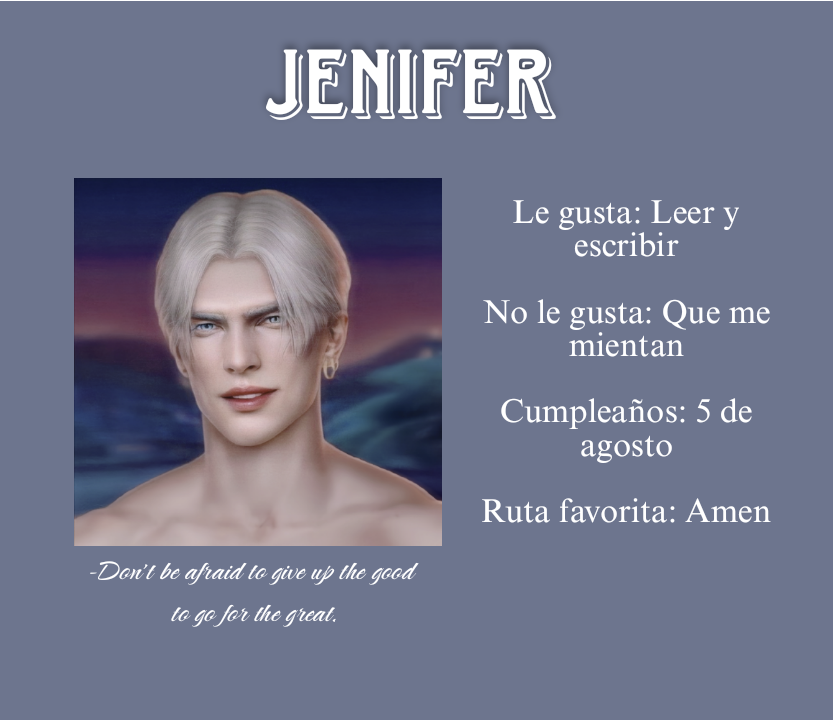 JENIFER
Le gusta: Leer y
escribir
No le gusta: Que me
mientan
Cumpleaños: 5 de
agosto
Ruta favorita: Amen
-Don't be afraid to give up the good
to go for the great.